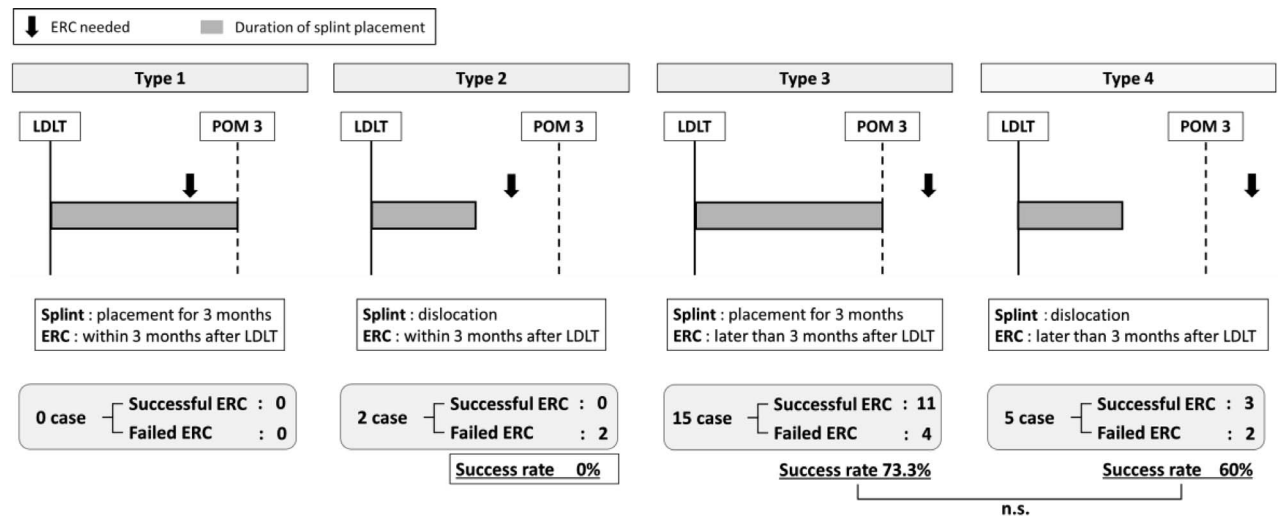 ERC needed
Duration of splint placement
Type 1
Type 2
Type 3
Type 4
LDLT
POM 3
LDLT
POM 3
LDLT
POM 3
LDLT
POM 3
Splint : placement for 3 months
ERC : within 3 months after LDLT
Splint : dislocation
ERC : within 3 months after LDLT
Splint : placement for 3 months
ERC : later than 3 months after LDLT
Splint : dislocation
ERC : later than 3 months after LDLT
0 case
Successful ERC : 0
Failed ERC : 0
2 case
Successful ERC : 0
Failed ERC : 2
Success rate 0%
15 case
Successful ERC : 11
Failed ERC : 4
Success rate 73.3%
5 case
Successful ERC : 3
Failed ERC : 2
Success rate 60%
n.s.